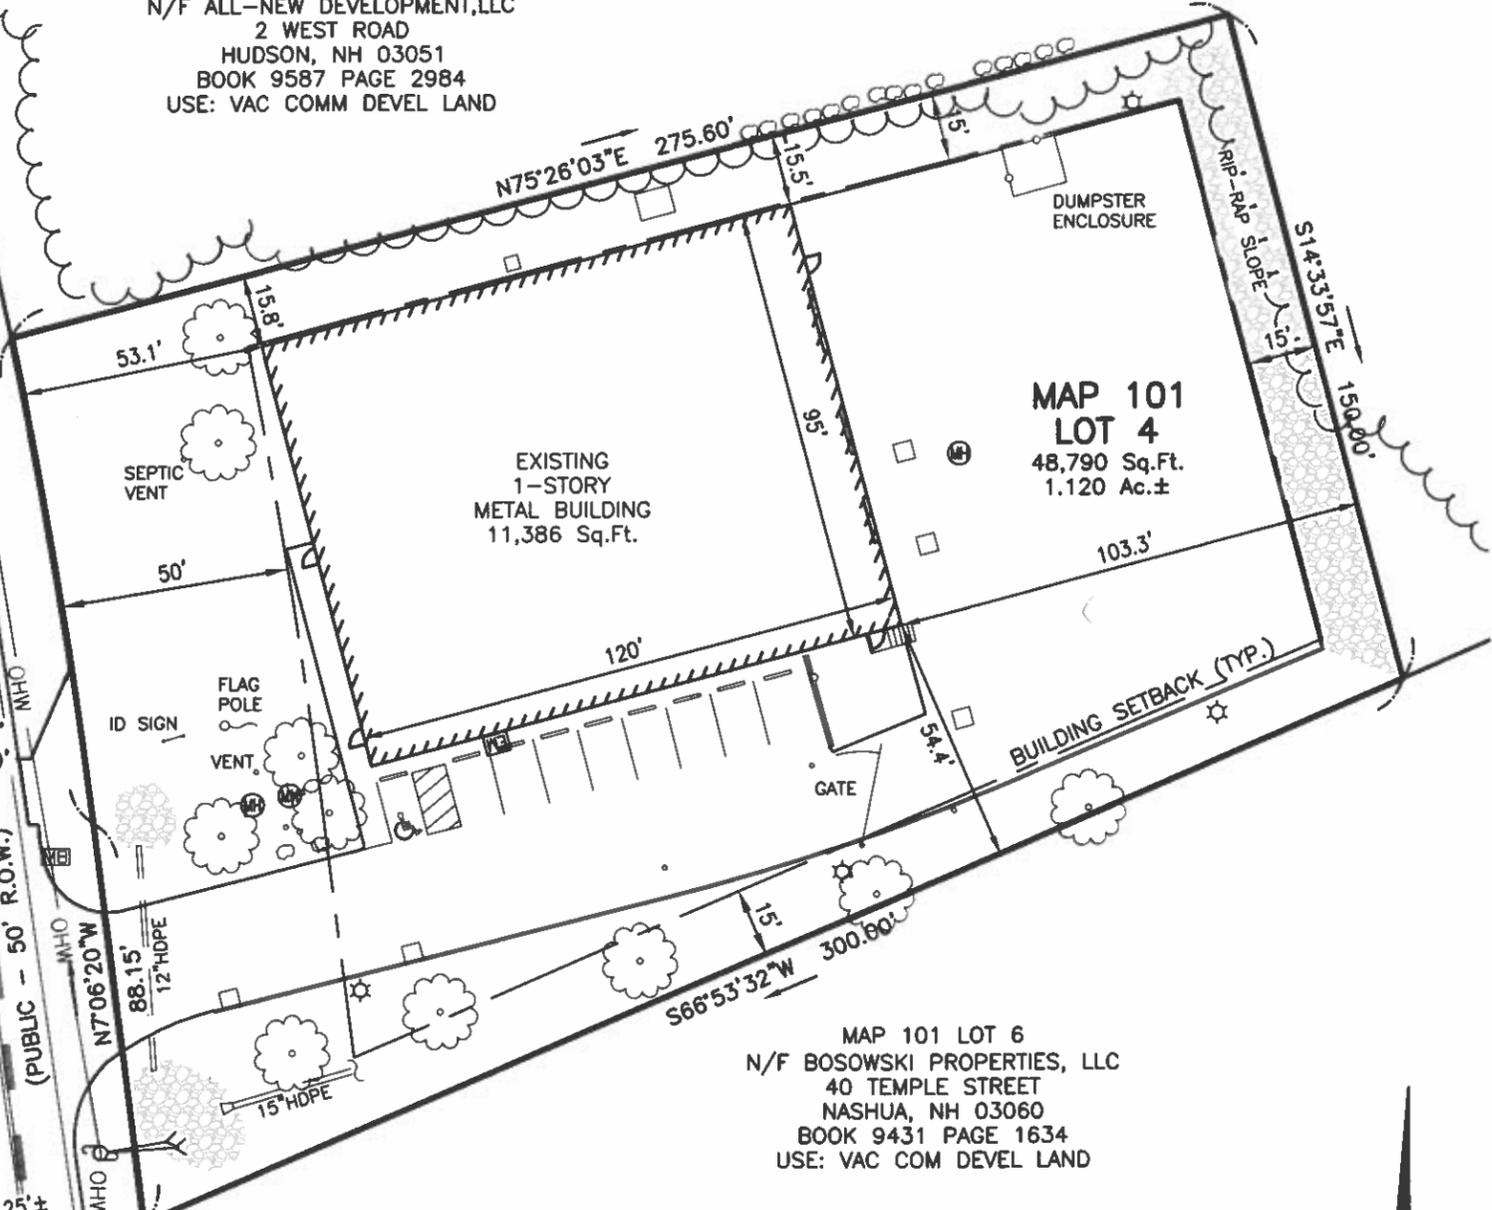 N/F ALL-NEW DEVELOPMENT,LLC
2 WEST ROAD
HUDSON, NH 03051
BOOK 9587 PAGE 2984
USE: VAC COMM DEVEL LAND
N75°26'03"E 275.60'
15.5'
15'
DUMPSTER
ENCLOSURE
RIP-RAP SLOPE
S14°33'57"E 150.00'
15.8'
53.1'
15'
95'
MAP 101
LOT 4
48,790 Sq.Ft.
1.120 Ac.±
MH
SEPTIC
VENT
EXISTING
1-STORY
METAL BUILDING
11,386 Sq.Ft.
103.3'
50'
120'
FLAG
POLE
ID SIGN
VENT
MH
MH
EM
GATE
54.4'
BUILDING SETBACK (TYP.)
OHW
MB
(PUBLIC - 50' R.O.W.)
OHW
N7°06'20"W
88.15'
12"HDPE
15'
300.00'
S66°53'32"W
15"HDPE
MAP 101 LOT 6
N/F BOSOWSKI PROPERTIES, LLC
40 TEMPLE STREET
NASHUA, NH 03060
BOOK 9431 PAGE 1634
USE: VAC COM DEVEL LAND
OHW
25'±